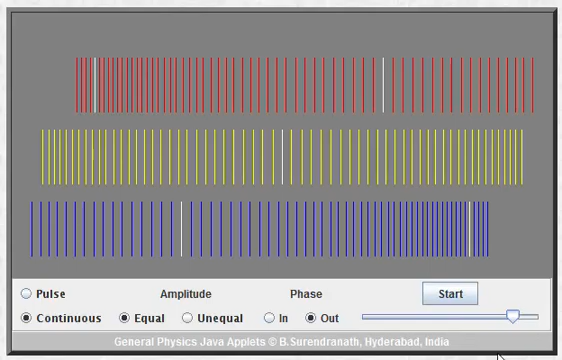 Pulse Amplitude Phase Start
Continuous Equal Unequal In Out
General Physics Java Applets © B.Surendranath, Hyderabad, India